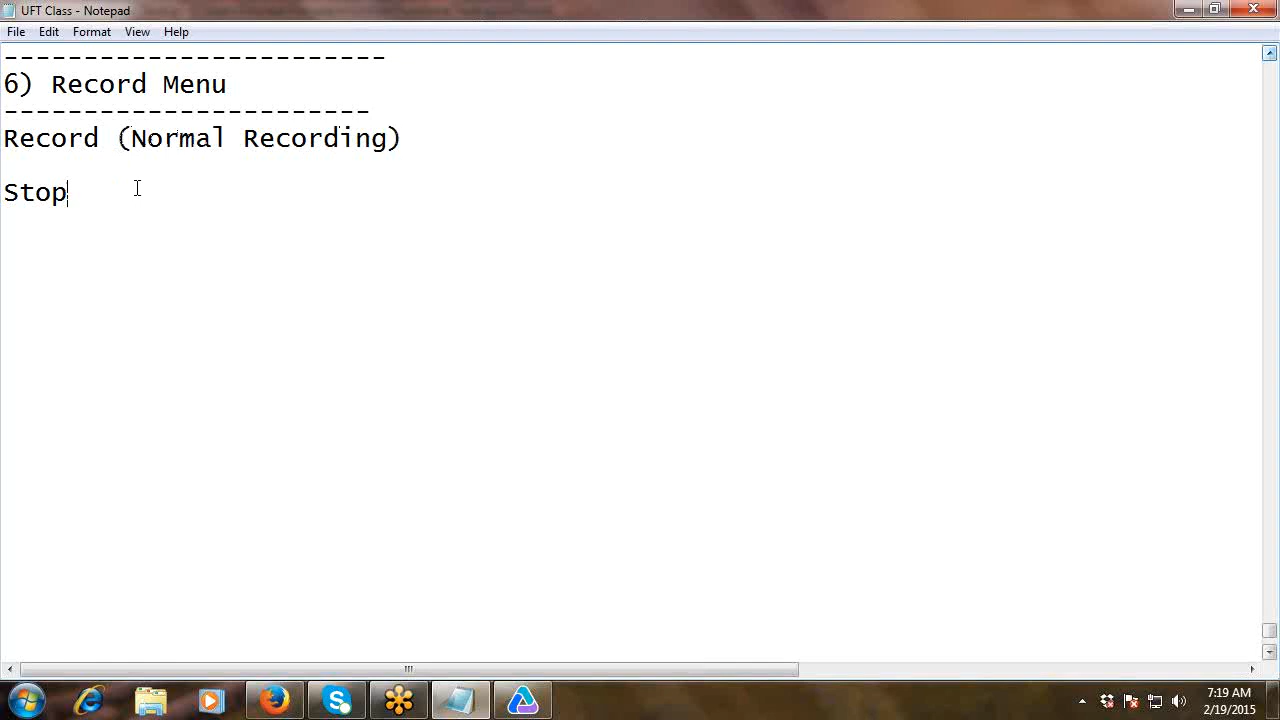 UFT Class - Notepad
File Edit Format View Help
------------------------
6) Record Menu
-----------------------
Record (Normal Recording)
Stop
7:19 AM
2/19/2015